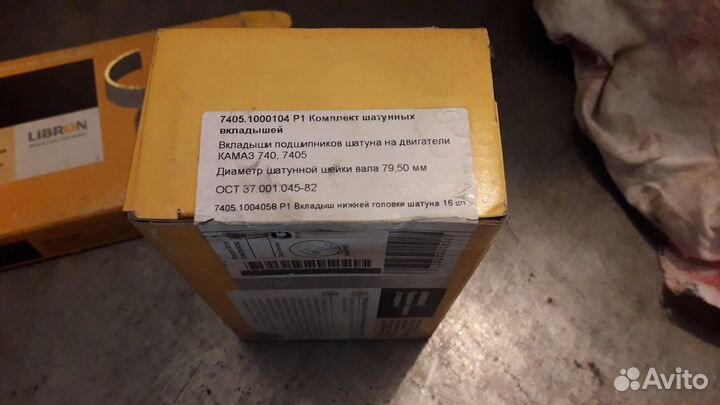 LIBRON
7405.1000104 Р1 Комплект шатунных
вкладышей
Вкладыши подшипников шатуна на двигатели
КАМАЗ 740, 7405
Диаметр шатунной шейки вала 79,50 мм
ОСТ 37.001.045-82
7405.1004058 Р1 Вкладыш нижней головки шатуна 16 шт
Avito